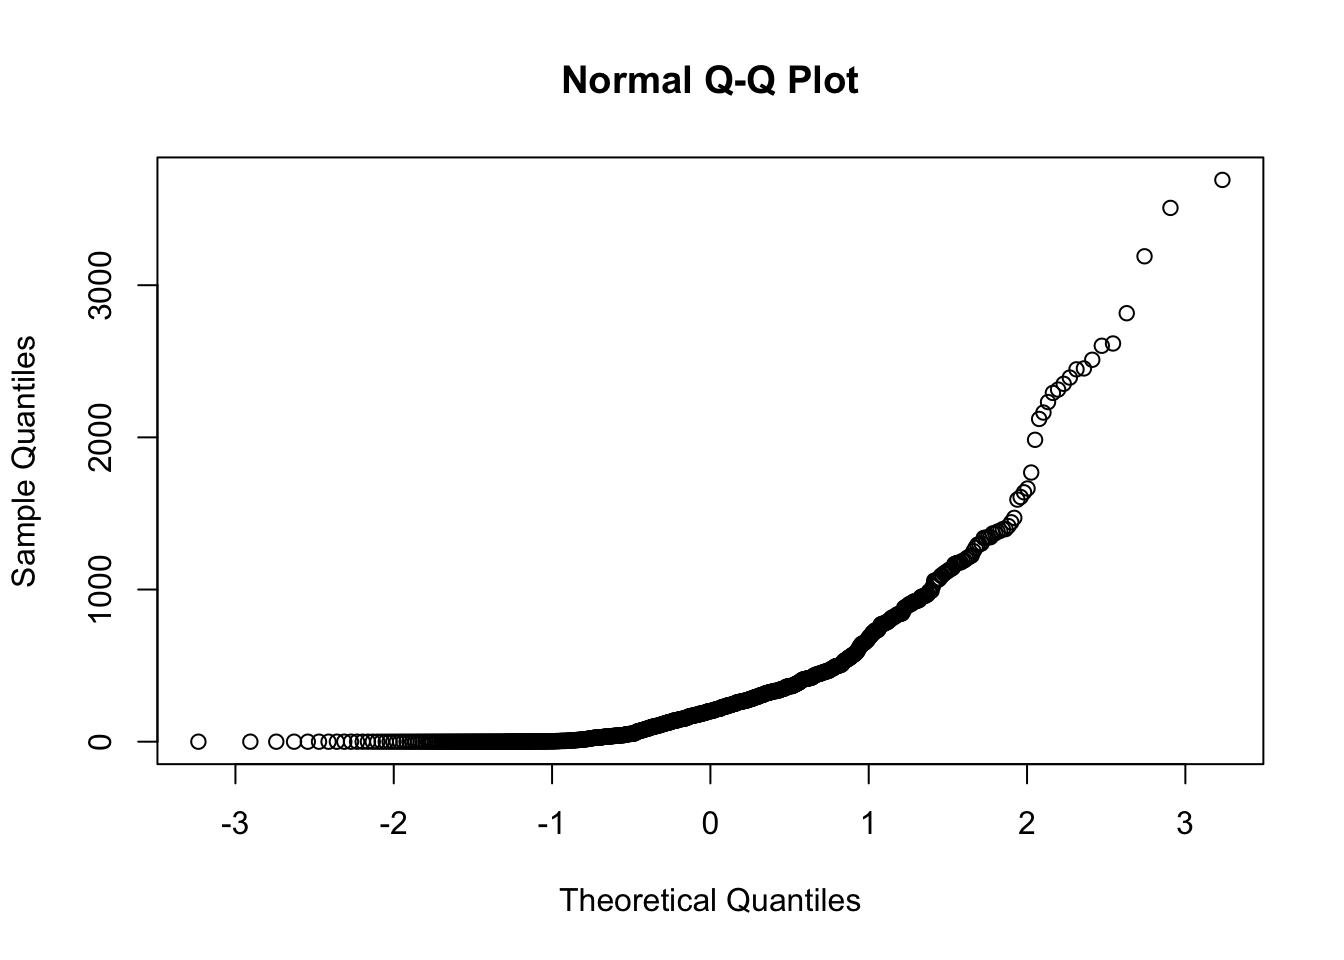 Normal Q-Q Plot
Sample Quantiles
3000
2000
1000
0
-3 -2 -1 0 1 2 3
Theoretical Quantiles